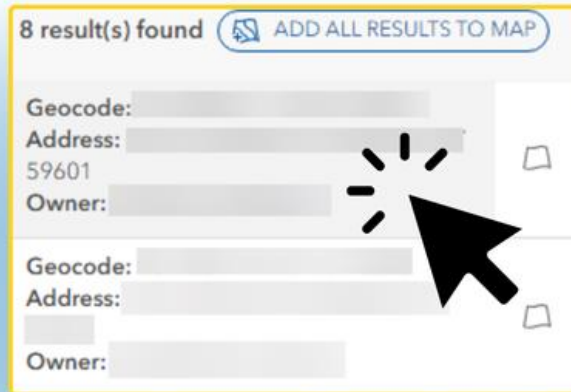 8 result(s) found ADD ALL RESULTS TO MAP
Geocode:
Address:
59601
Owner:
Geocode:
Address:
Owner: